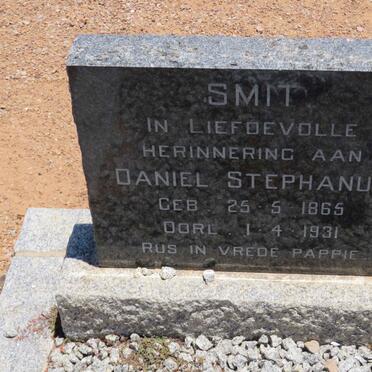 SMIT
IN LIEFDEVOLLE
HERINNERING AAN
DANIEL STEPHANU
GEB 25 5 1865
OORL 1 4 1931
RUS IN VREDE PAPPIE